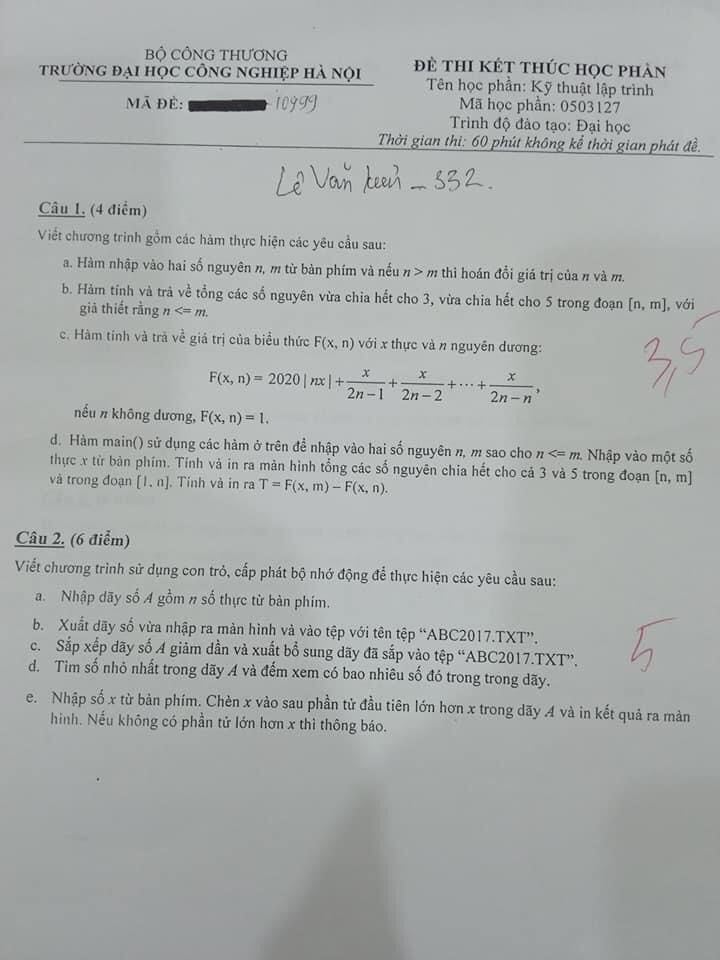 BỘ CÔNG THƯƠNG
TRƯỜNG ĐẠI HỌC CÔNG NGHIỆP HÀ NỘI
MÃ ĐỀ: 10999
ĐỀ THI KẾT THÚC HỌC PHẦN
Tên học phần: Kỹ thuật lập trình
Mã học phần: 0503127
Trình độ đào tạo: Đại học
Thời gian thi: 60 phút không kể thời gian phát đề.
Lê Văn - 332.
Câu 1. (4 điểm)
Viết chương trình gồm các hàm thực hiện các yêu cầu sau:
a. Hàm nhập vào hai số nguyên n, m từ bàn phím và nếu n > m thì hoán đổi giá trị của n và m.
b. Hàm tính và trả về tổng các số nguyên vừa chia hết cho 3, vừa chia hết cho 5 trong đoạn [n, m], với
giả thiết rằng n <= m.
3,5
c. Hàm tính và trả về giá trị của biểu thức F(x, n) với x thực và n nguyên dương:
F(x, n) = 2020 | nx | + x/(2n−1) + x/(2n−2) + ⋯ + x/(2n−n),
nếu n không dương, F(x, n) = 1.
d. Hàm main() sử dụng các hàm ở trên để nhập vào hai số nguyên n, m sao cho n <= m. Nhập vào một số
thực x từ bàn phím. Tính và in ra màn hình tổng các số nguyên chia hết cho cả 3 và 5 trong đoạn [n, m]
và trong đoạn [1, n]. Tính và in ra T = F(x, m) – F(x, n).
Câu 2. (6 điểm)
Viết chương trình sử dụng con trỏ, cấp phát bộ nhớ động để thực hiện các yêu cầu sau:
a. Nhập dãy số A gồm n số thực từ bàn phím.
b. Xuất dãy số vừa nhập ra màn hình và vào tệp với tên tệp “ABC2017.TXT”.
c. Sắp xếp dãy số A giảm dần và xuất bổ sung dãy đã sắp vào tệp “ABC2017.TXT”.
5
d. Tìm số nhỏ nhất trong dãy A và đếm xem có bao nhiêu số đó trong trong dãy.
e. Nhập số x từ bàn phím. Chèn x vào sau phần tử đầu tiên lớn hơn x trong dãy A và in kết quả ra màn
hình. Nếu không có phần tử lớn hơn x thì thông báo.